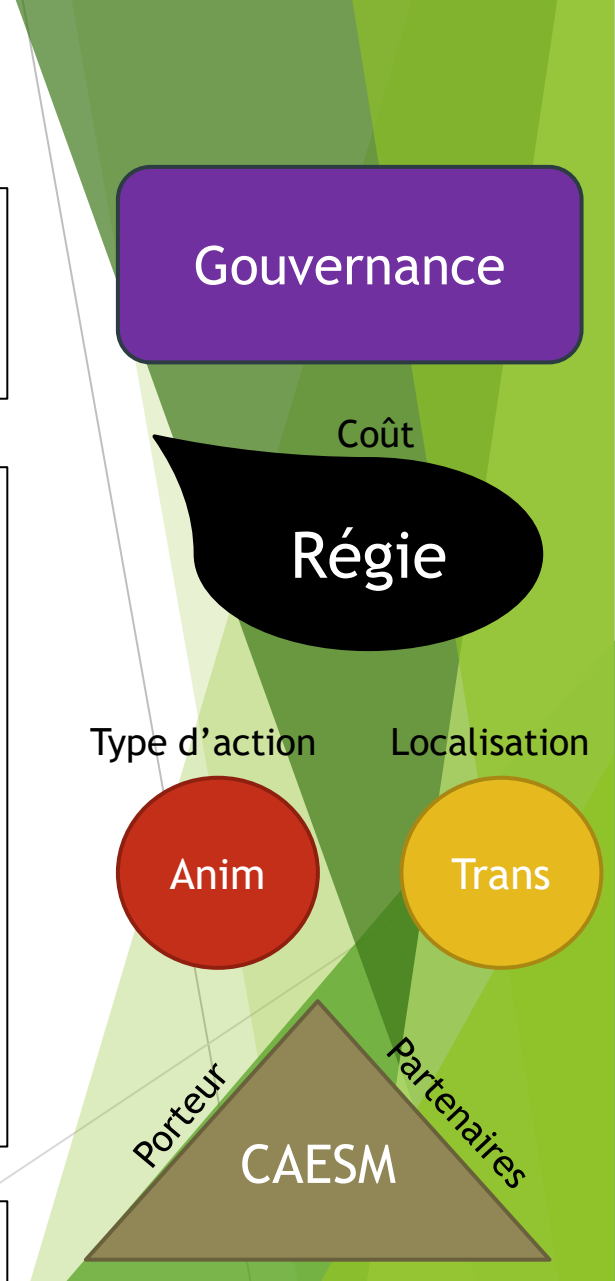 Gouvernance
Coût
Régie
Type d’action
Localisation
Anim
Trans
Porteur
Partenaires
CAESM